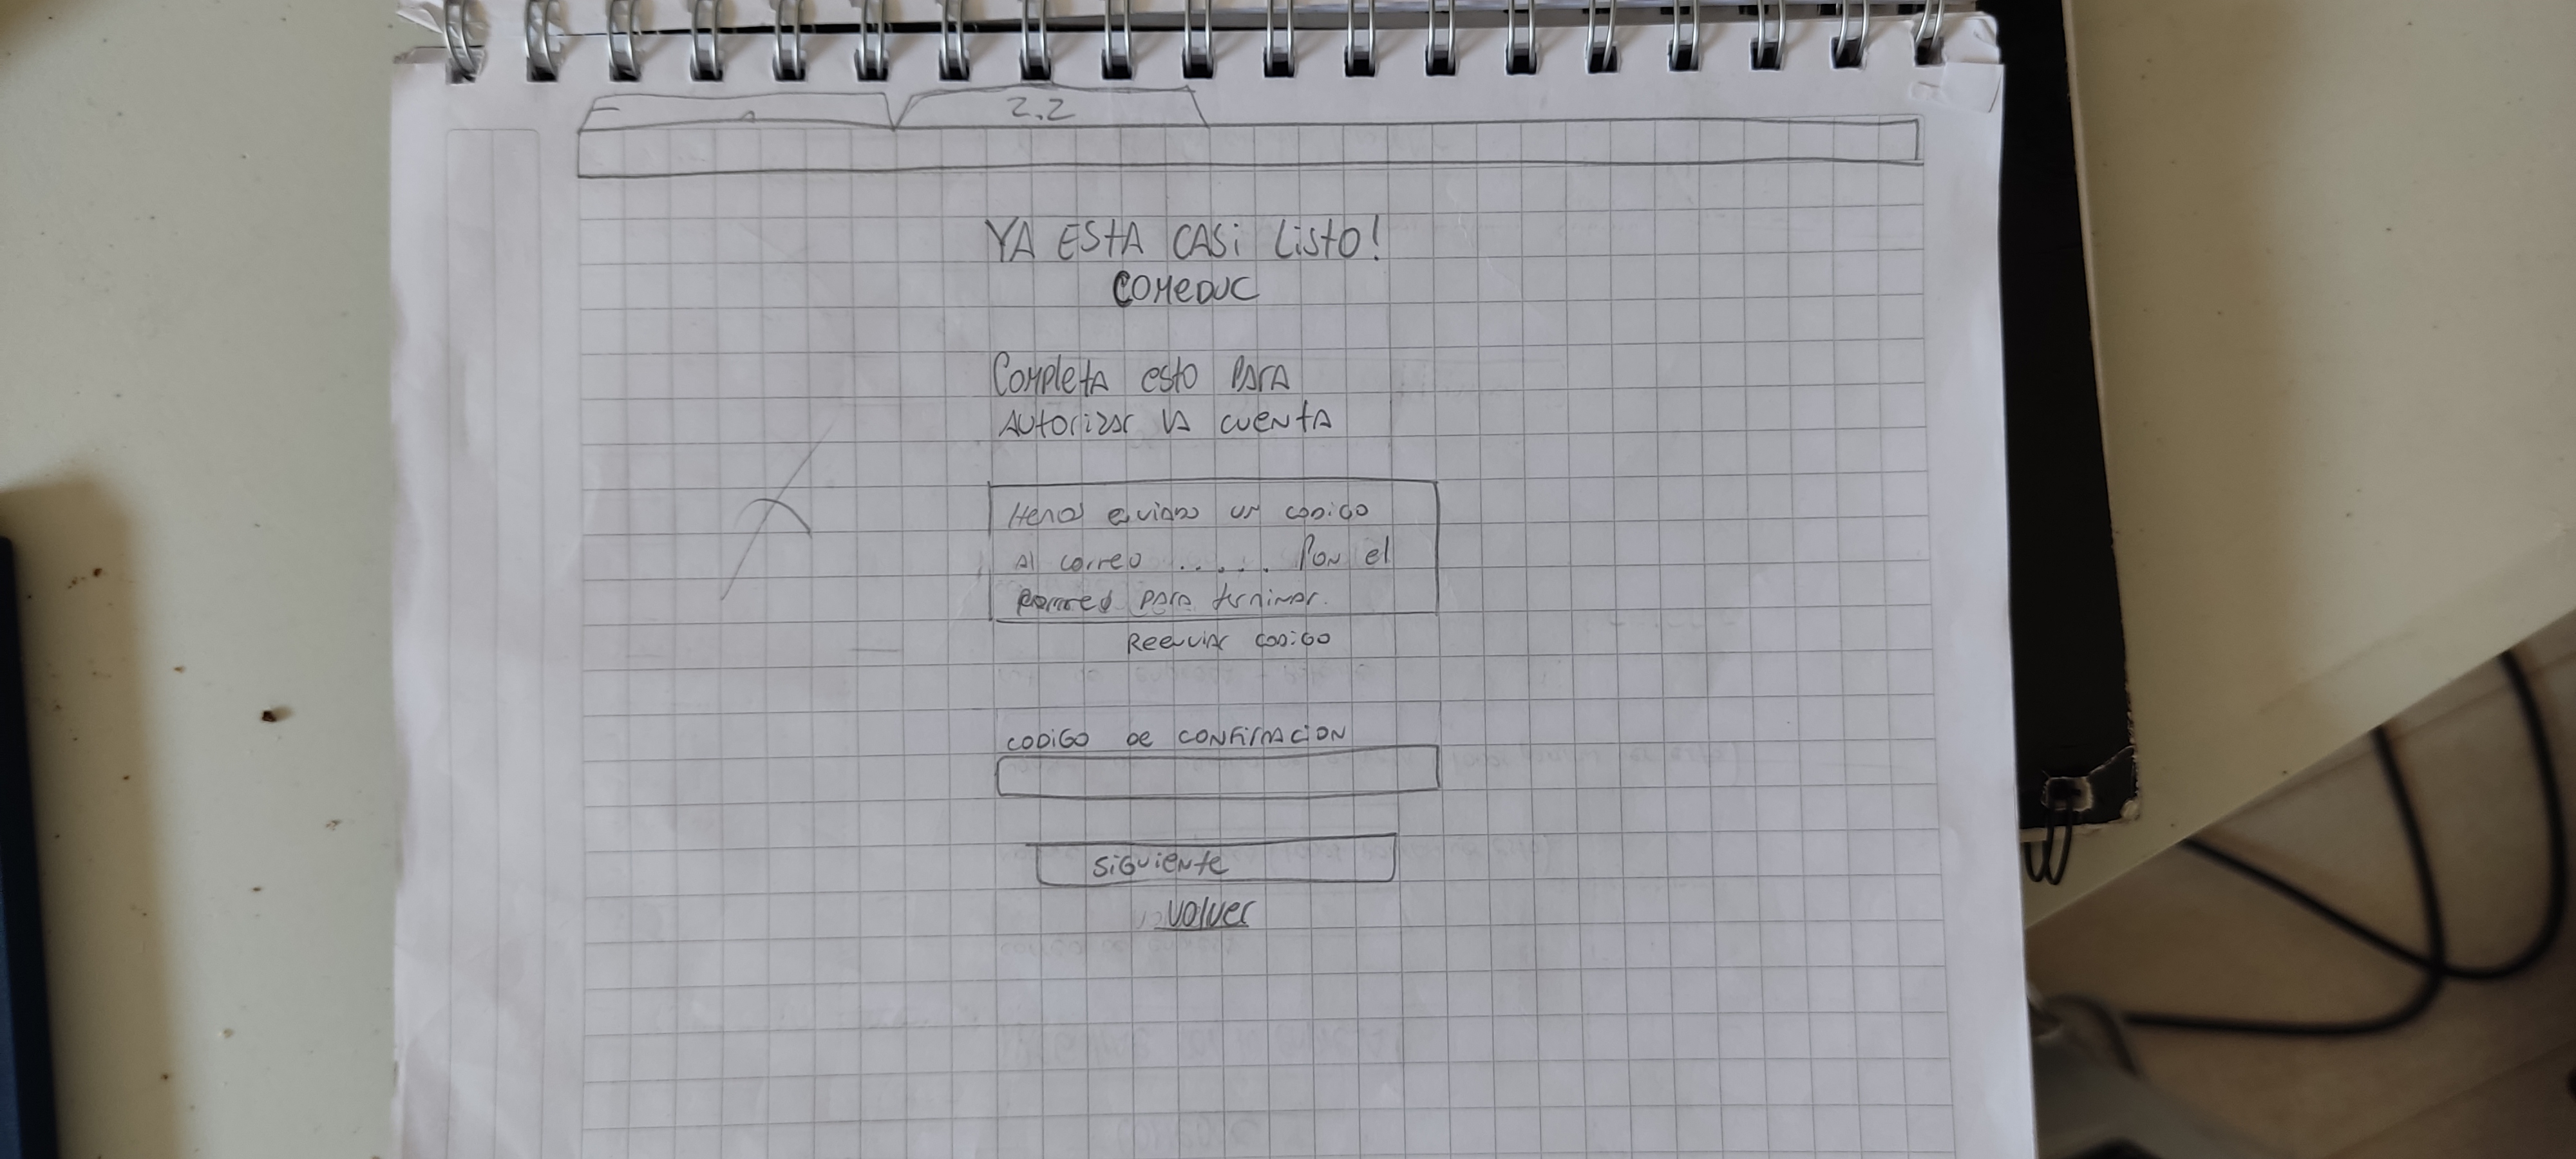 2.2
YA ESTA CASi Listo!
COMEDUC
Completa esto para
Autorizar la cuenta
Hemos enviado un codigo
al correo ..... Pon el
para terminar.
Reenviar codigo
CODIGO DE CONFIRMACION
Siguiente
Volver